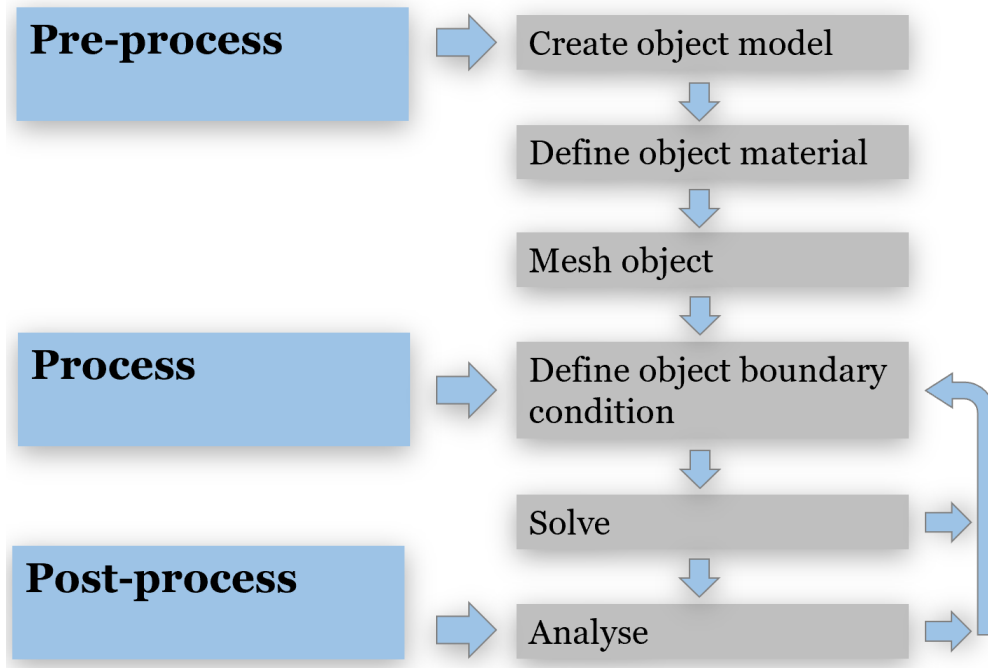 Pre-process
Create object model
Define object material
Mesh object
Process
Define object boundary
condition
Solve
Post-process
Analyse